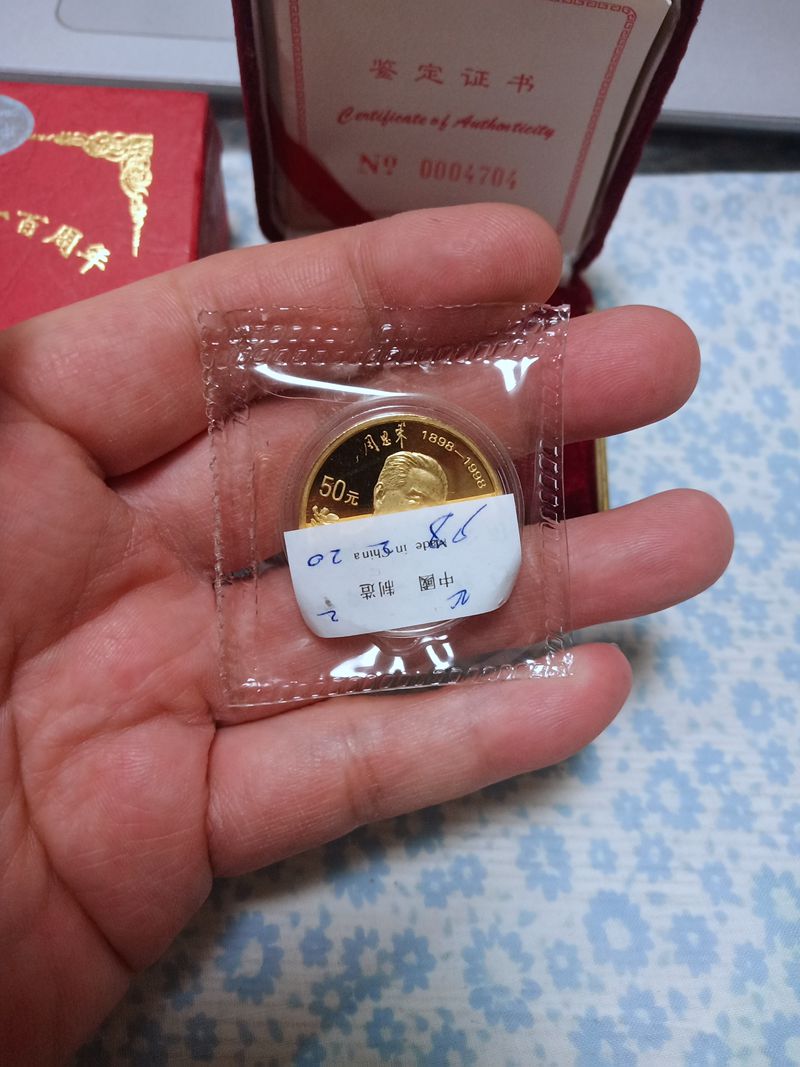 鉴定证书
Certificate of Authenticity
Nº 0004704
百周年
周恩来 1898—1998
50元
中國 制造
Made in China